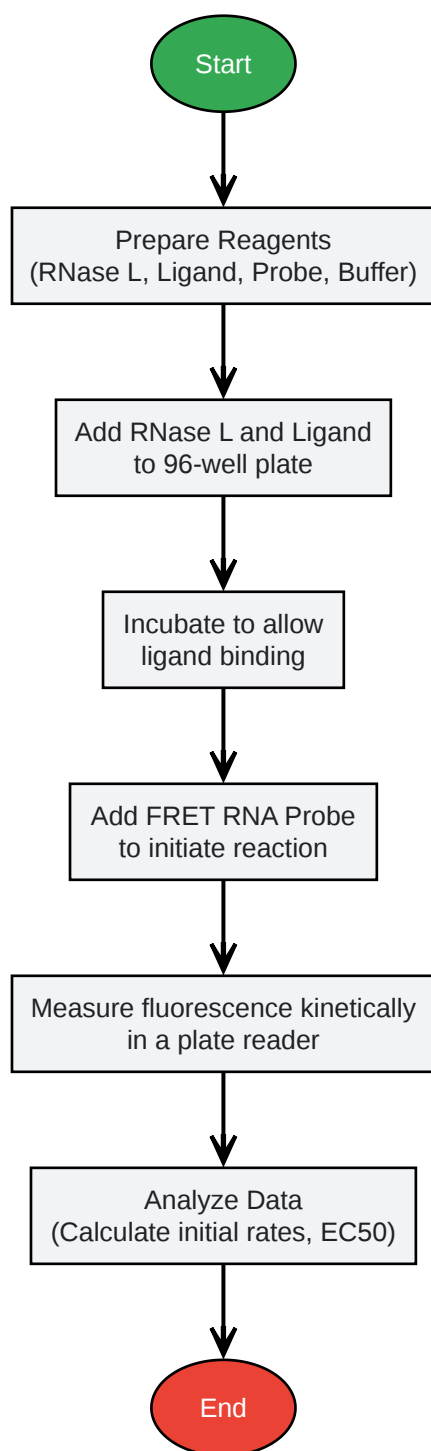 Start
Prepare Reagents
(RNase L, Ligand, Probe, Buffer)
Add RNase L and Ligand
to 96-well plate
Incubate to allow
ligand binding
Add FRET RNA Probe
to initiate reaction
Measure fluorescence kinetically
in a plate reader
Analyze Data
(Calculate initial rates, EC50)
End